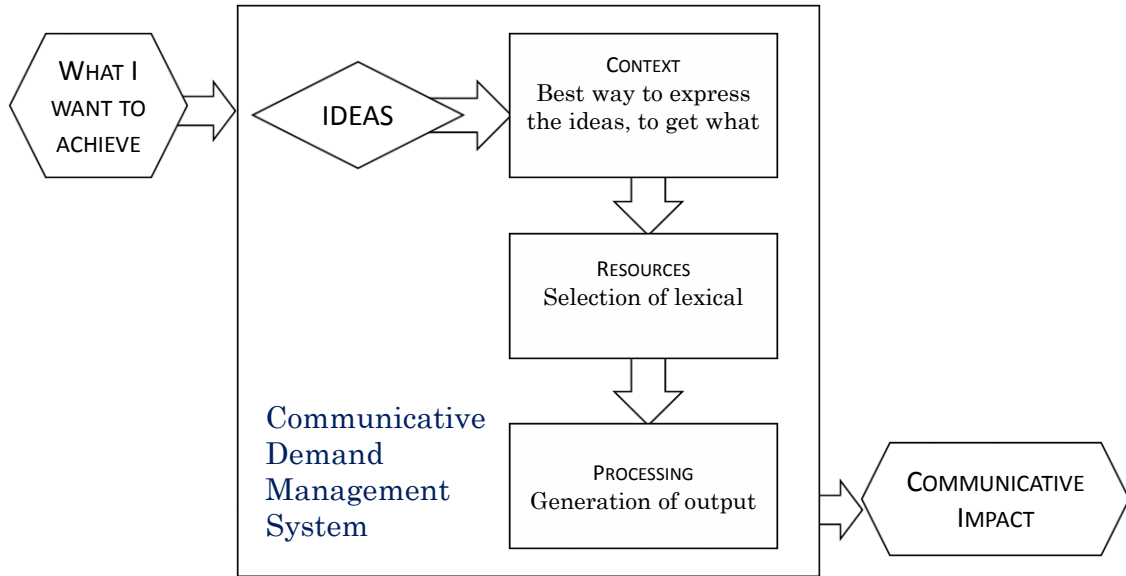 WHAT I
WANT TO
ACHIEVE
IDEAS
CONTEXT
Best way to express
the ideas, to get what
RESOURCES
Selection of lexical
PROCESSING
Generation of output
Communicative
Demand
Management
System
COMMUNICATIVE
IMPACT